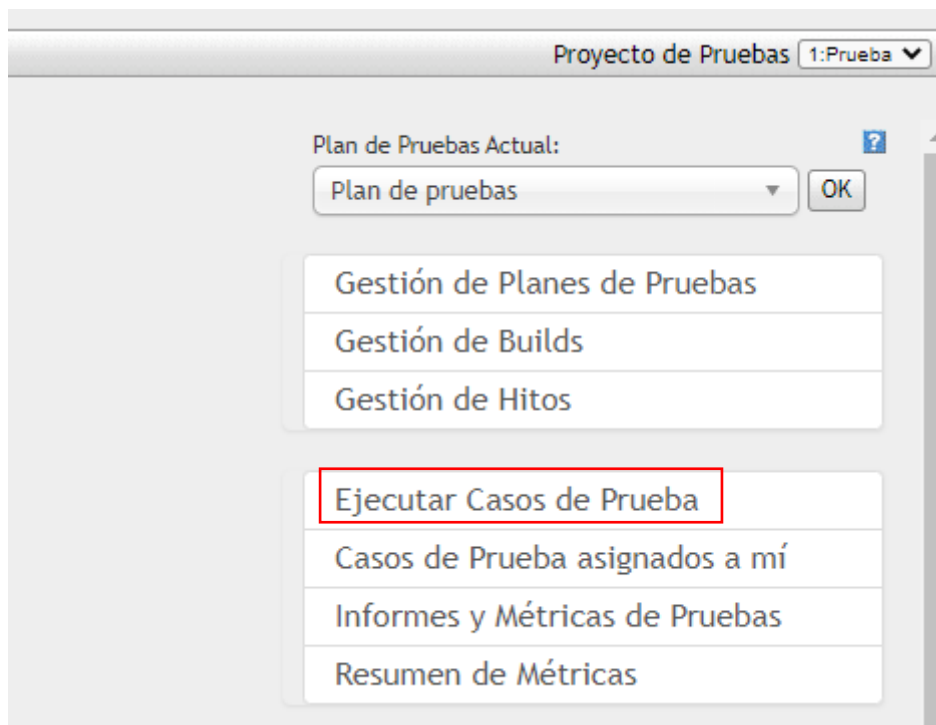 Proyecto de Pruebas 1:Prueba
Plan de Pruebas Actual:
?
Plan de pruebas OK
Gestión de Planes de Pruebas
Gestión de Builds
Gestión de Hitos
Ejecutar Casos de Prueba
Casos de Prueba asignados a mí
Informes y Métricas de Pruebas
Resumen de Métricas